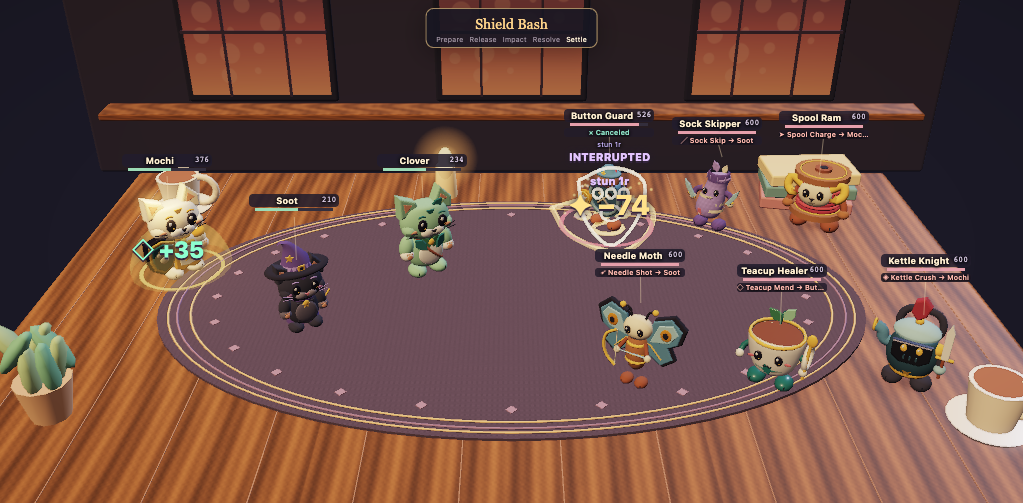 Shield Bash
Prepare Release Impact Resolve Settle
Button Guard 526
× Canceled
stun 1r
INTERRUPTED
stun 1r
-74
Sock Skipper 600
Sock Skip → Soot
Spool Ram 600
Spool Charge → Moc...
Mochi 376
+35
Soot 210
Clover 234
Needle Moth 600
Needle Shot → Soot
Teacup Healer 600
Teacup Mend → But...
Kettle Knight 600
Kettle Crush → Mochi